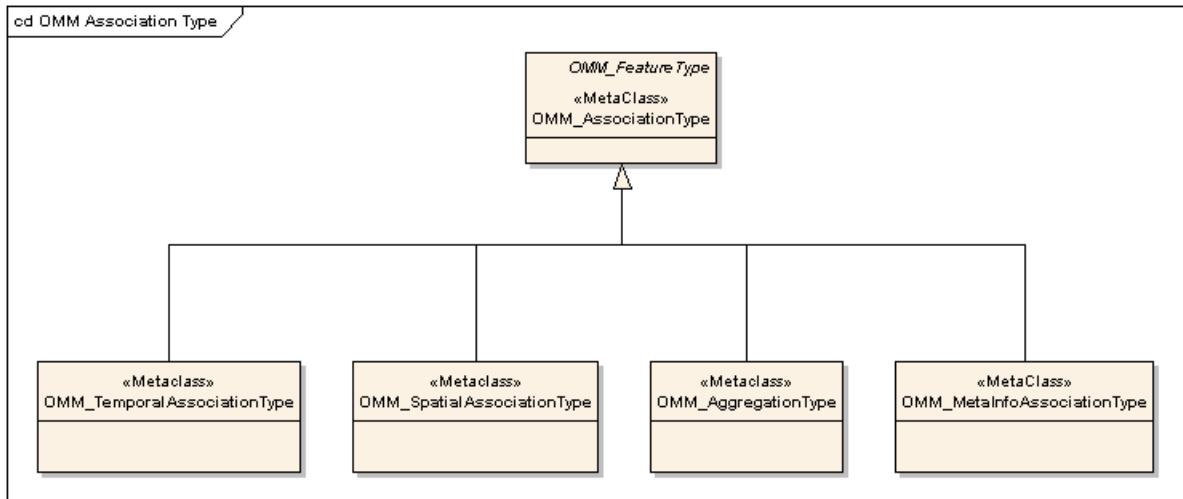 cd OMM Association Type
OMM_FeatureType
«MetaClass»
OMM_AssociationType
«Metaclass»
OMM_TemporalAssociationType
«Metaclass»
OMM_SpatialAssociationType
«Metaclass»
OMM_AggregationType
«MetaClass»
OMM_MetaInfoAssociationType